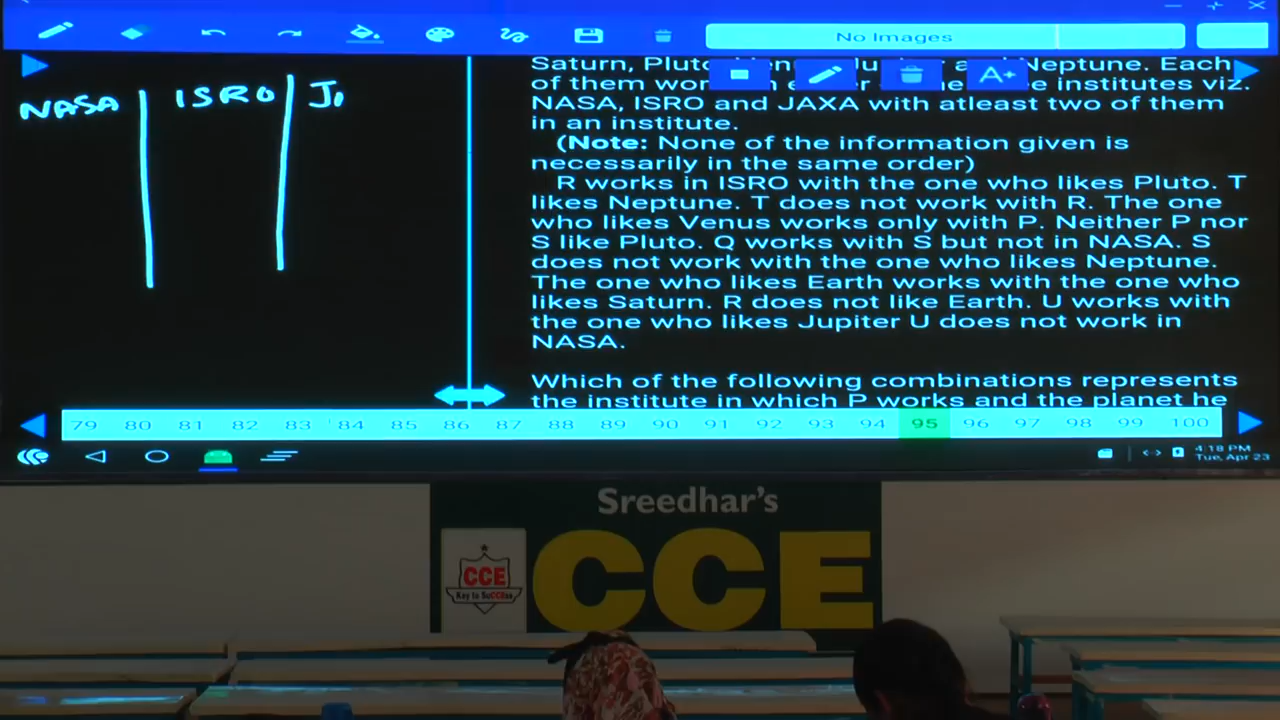 No Images
NASA ISRO
Saturn, Pluto
Neptune. Each
of them institutes viz.
A+
NASA, ISRO and JAXA with atleast two of them
in an institute.
(Note: None of the information given is
necessarily in the same order)
R works in ISRO with the one who likes Pluto. T
likes Neptune. T does not work with R. The one
who likes Venus works only with P. Neither P nor
S like Pluto. Q works with S but not in NASA. S
does not work with the one who likes Neptune.
The one who likes Earth works with the one who
likes Saturn. R does not like Earth. U works with
the one who likes Jupiter U does not work in
NASA.
Which of the following combinations represents
the institute in which P works and the planet he
79 80 81 82 83 84 85 86 87 88 89 90 91 92 93 94 95 96 97 98 99 100
4:18 PM
Tue, Apr 23
Sreedhar's
CCE
CCE
Key to SuCCEss